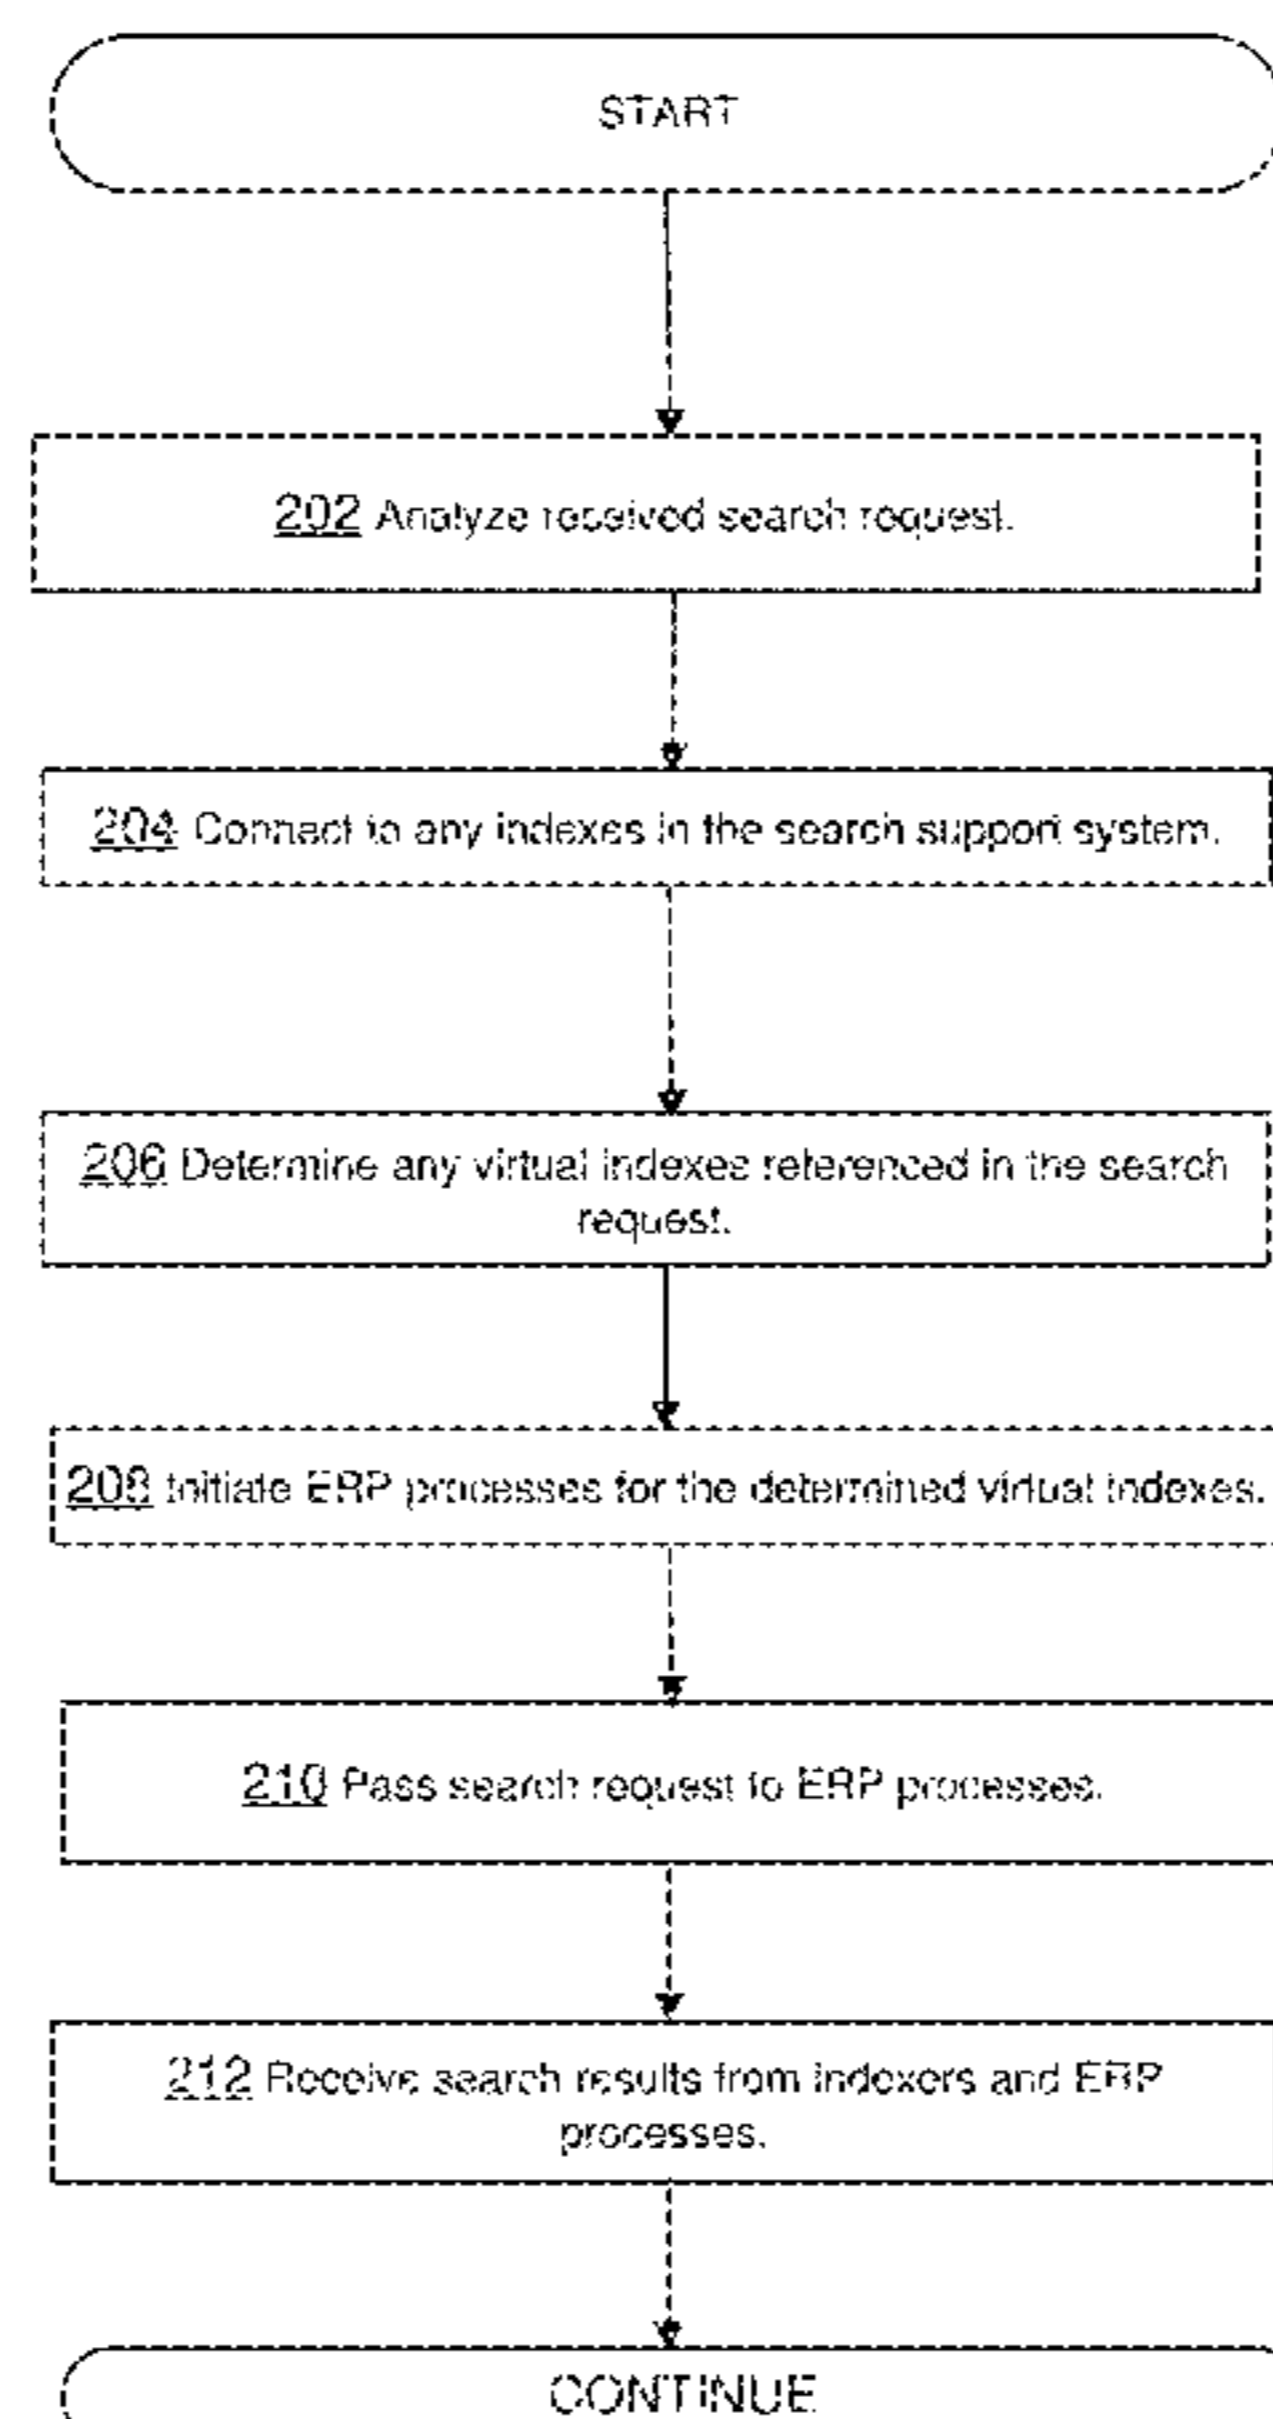 START
202 Analyze received search request.
204 Connect to any indexes in the search support system.
206 Determine any virtual indexes referenced in the search
request.
208 Initiate ERP processes for the determined virtual indexes.
210 Pass search request to ERP processes.
212 Receive search results from indexers and ERP
processes.
CONTINUE